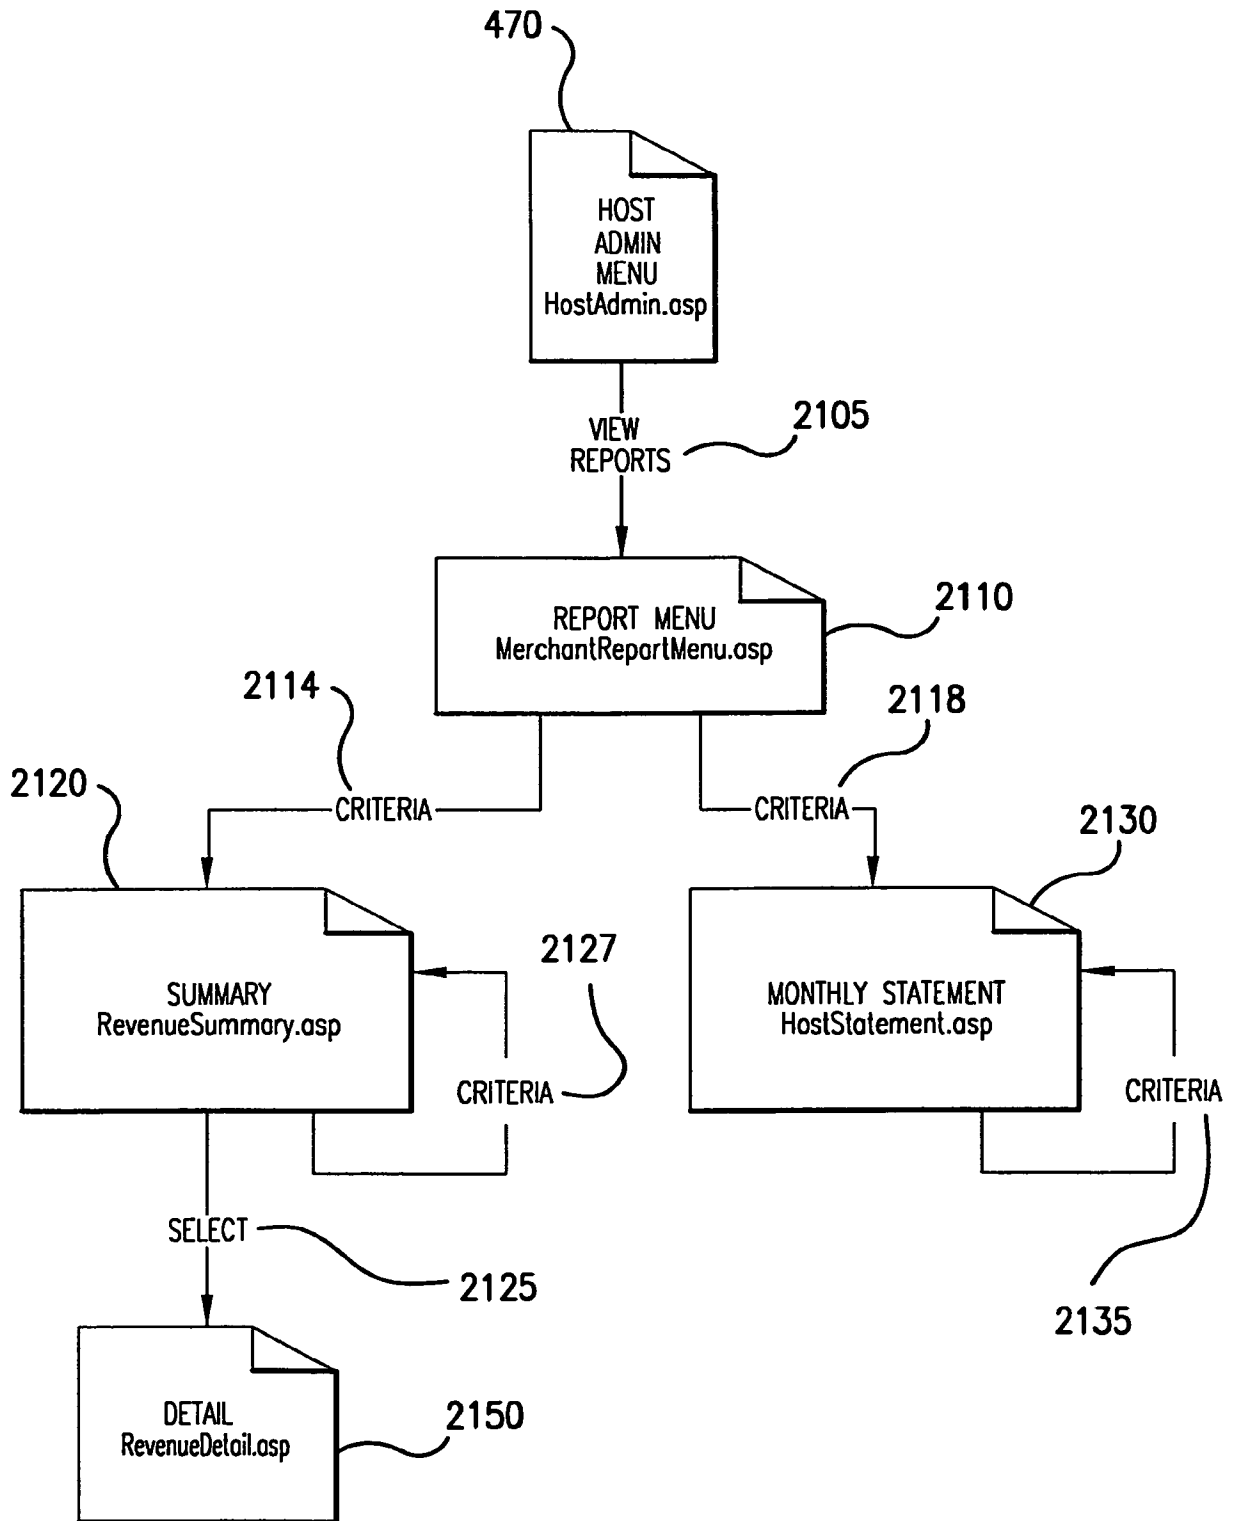 470
HOST
ADMIN
MENU
HostAdmin.asp
VIEW
REPORTS
2105
REPORT MENU
MerchantReportMenu.asp
2110
2114
2118
CRITERIA
CRITERIA
2120
2130
SUMMARY
RevenueSummary.asp
2127
CRITERIA
MONTHLY STATEMENT
HostStatement.asp
CRITERIA
SELECT
2125
2135
DETAIL
RevenueDetail.asp
2150